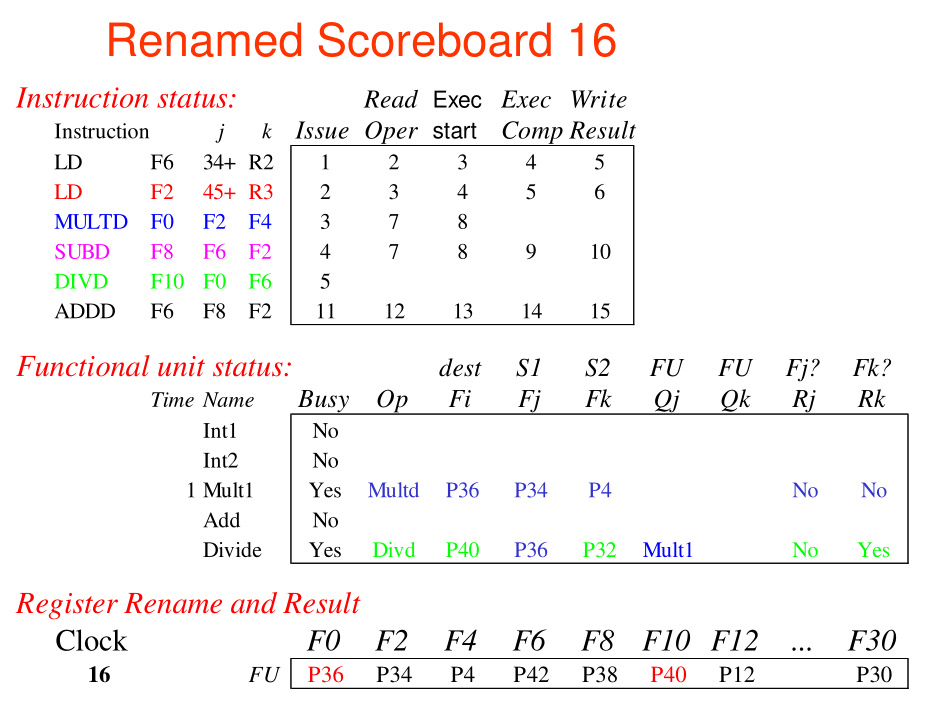 Renamed Scoreboard 16
Instruction status: Read Exec Exec Write
Instruction j k Issue Oper start Comp Result
LD F6 34+ R2 1 2 3 4 5
LD F2 45+ R3 2 3 4 5 6
MULTD F0 F2 F4 3 7 8
SUBD F8 F6 F2 4 7 8 9 10
DIVD F10 F0 F6 5
ADDD F6 F8 F2 11 12 13 14 15
Functional unit status: dest S1 S2 FU FU Fj? Fk?
Time Name Busy Op Fi Fj Fk Qj Qk Rj Rk
Int1 No
Int2 No
1 Mult1 Yes Multd P36 P34 P4 No No
Add No
Divide Yes Divd P40 P36 P32 Mult1 No Yes
Register Rename and Result
Clock F0 F2 F4 F6 F8 F10 F12 ... F30
16 FU P36 P34 P4 P42 P38 P40 P12 P30